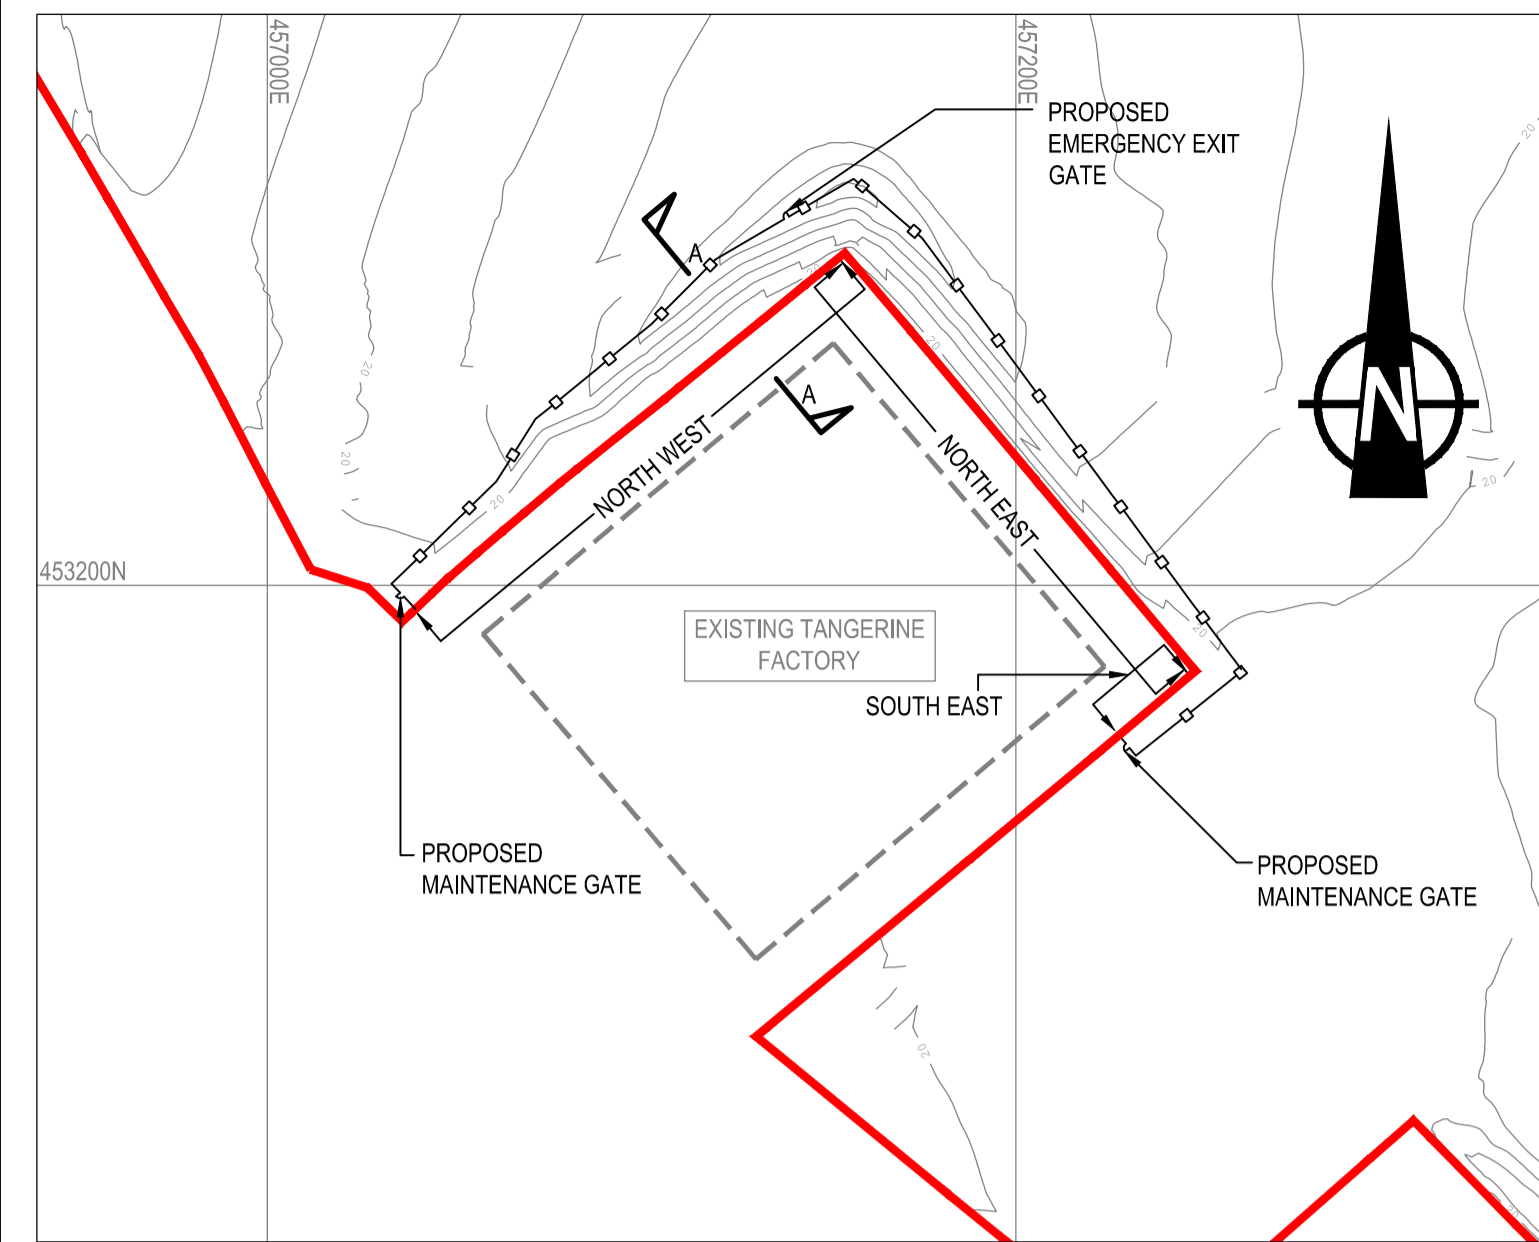 457000E
457200E
PROPOSED
EMERGENCY EXIT
GATE
20
A
20
20
N
20
A
NORTH WEST
NORTH EAST
20
20
20
453200N
EXISTING TANGERINE
FACTORY
20
SOUTH EAST
PROPOSED
MAINTENANCE GATE
PROPOSED
MAINTENANCE GATE
20
20